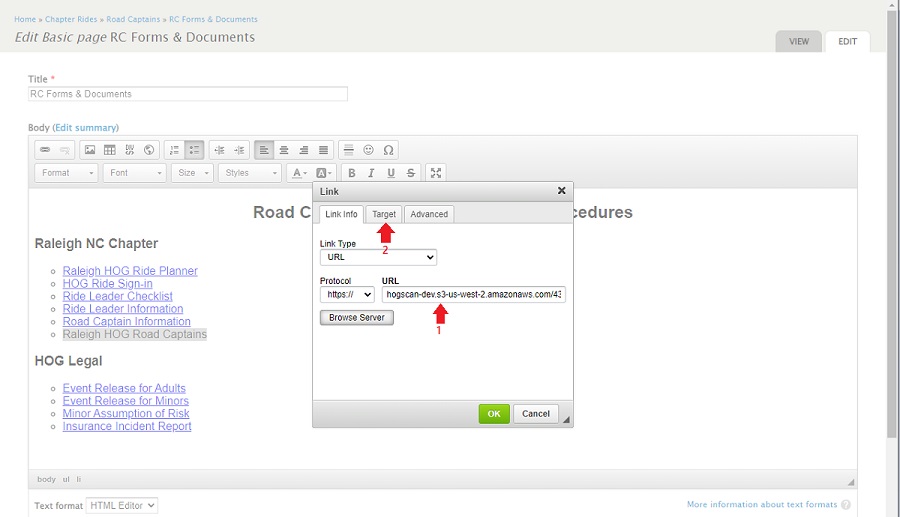 Home » Chapter Rides » Road Captains » RC Forms & Documents
Edit Basic page RC Forms & Documents
VIEW
EDIT
Title *
RC Forms & Documents
Body (Edit summary)
Format
Font
Size
Styles
A
A
B I U S
Link
Road C
cedures
Link Info
Target
Advanced
2
Raleigh NC Chapter
Link Type
URL
Raleigh HOG Ride Planner
HOG Ride Sign-in
Ride Leader Checklist
Ride Leader Information
Road Captain Information
Raleigh HOG Road Captains
Protocol
URL
https://
hogscan-dev.s3-us-west-2.amazonaws.com/43
Browse Server
1
HOG Legal
Event Release for Adults
Event Release for Minors
Minor Assumption of Risk
Insurance Incident Report
OK
Cancel
body ul li
Text format
HTML Editor
More information about text formats ?